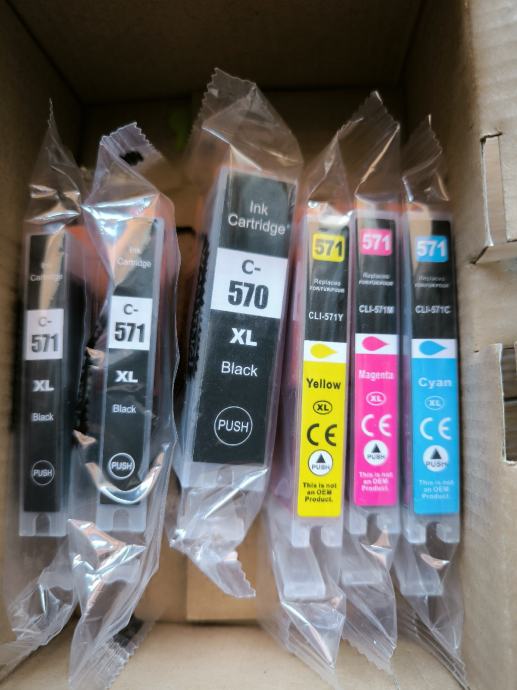 Ink
Cartridge
C-
571
XL
Black
PUSH
Ink
Cartridge
C-
571
XL
Black
PUSH
Ink
Cartridge
C-
570
XL
Black
PUSH
571
Replaces
CLI-571Y
Yellow
XL
CE
PUSH
This is not
an OEM
Product.
571
Replaces
CLI-571M
Magenta
XL
CE
PUSH
This is not
an OEM
Product.
571
Replaces
CLI-571C
Cyan
XL
CE
PUSH
This is not
an OEM
Product.